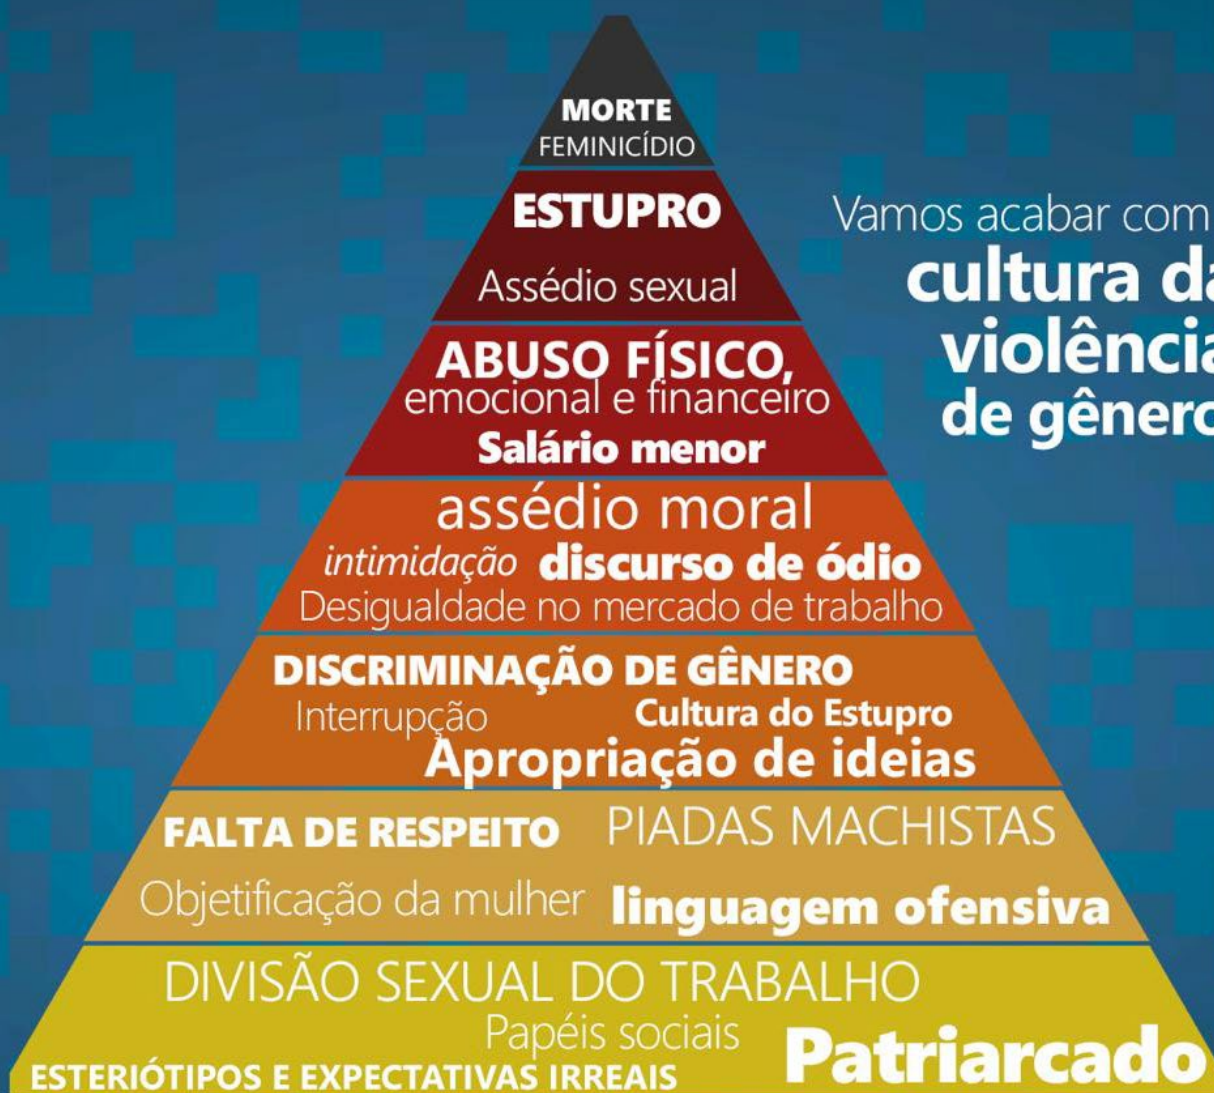 MORTE
FEMINICÍDIO
ESTUPRO
Assédio sexual
ABUSO FÍSICO,
emocional e financeiro
Salário menor
assédio moral
intimidação discurso de ódio
Desigualdade no mercado de trabalho
DISCRIMINAÇÃO DE GÊNERO
Interrupção Cultura do Estupro
Apropriação de ideias
FALTA DE RESPEITO PIADAS MACHISTAS
Objetificação da mulher linguagem ofensiva
DIVISÃO SEXUAL DO TRABALHO
Papéis sociais Patriarcado
ESTERIÓTIPOS E EXPECTATIVAS IRREAIS
Vamos acabar com
cultura da
violência
de gênero